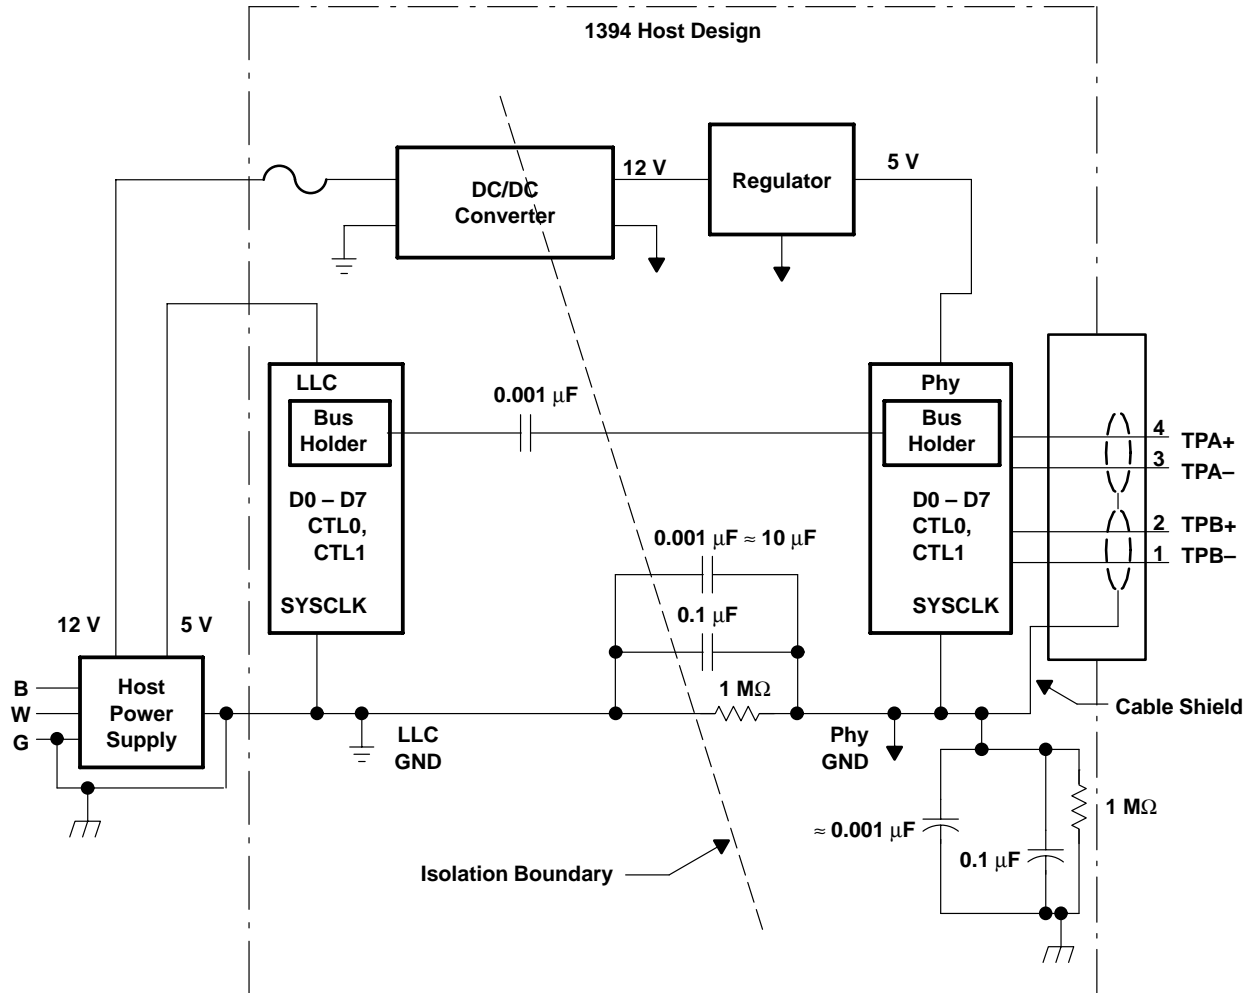 1394 Host Design
12 V
5 V
DC/DC
Converter
Regulator
LLC
Phy
0.001 μF
Bus
Holder
Bus
Holder
4
TPA+
3
TPA–
D0 – D7
CTL0,
CTL1
D0 – D7
CTL0,
CTL1
2
TPB+
1
TPB–
0.001 μF ≈ 10 μF
SYSCLK
0.1 μF
SYSCLK
12 V
5 V
1 MΩ
B
W
G
Host
Power
Supply
Cable Shield
LLC
GND
Phy
GND
1 MΩ
≈ 0.001 μF
0.1 μF
Isolation Boundary